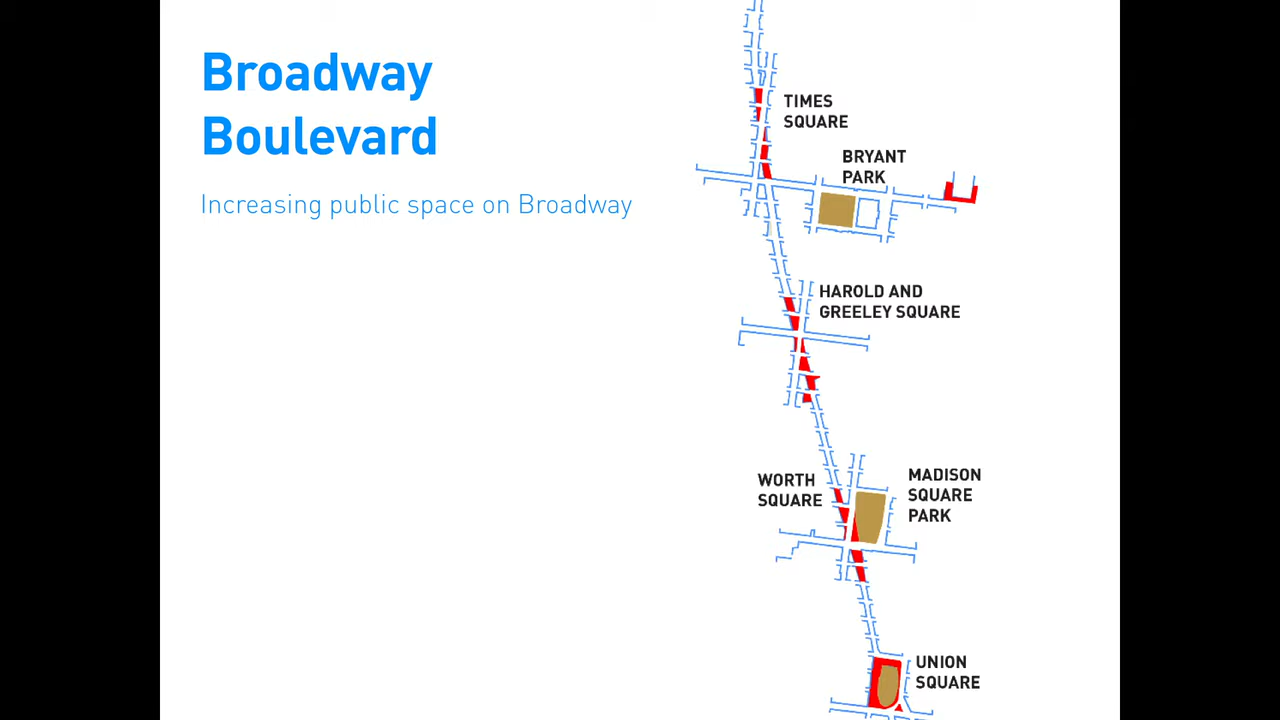 Broadway
Boulevard
Increasing public space on Broadway
TIMES
SQUARE
BRYANT
PARK
HAROLD AND
GREELEY SQUARE
WORTH
SQUARE
MADISON
SQUARE
PARK
UNION
SQUARE